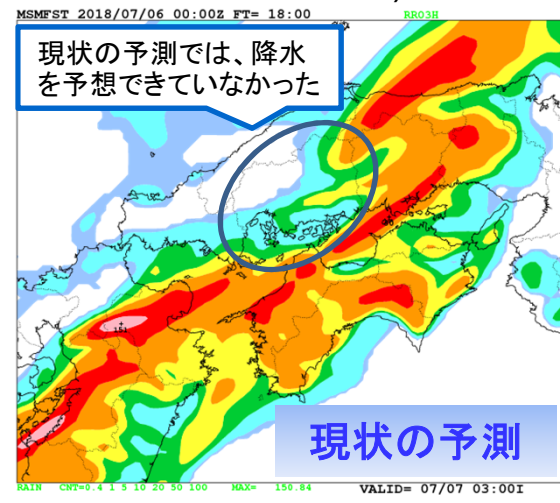 MSMFST 2018/07/06 00:00Z FT= 18:00 RR03H
現状の予測では、降水
を予想できていなかった
現状の予測
RAIN CNT=0.4 1 5 10 20 50 100 MAX= 150.84 VALID= 07/07 03:00I